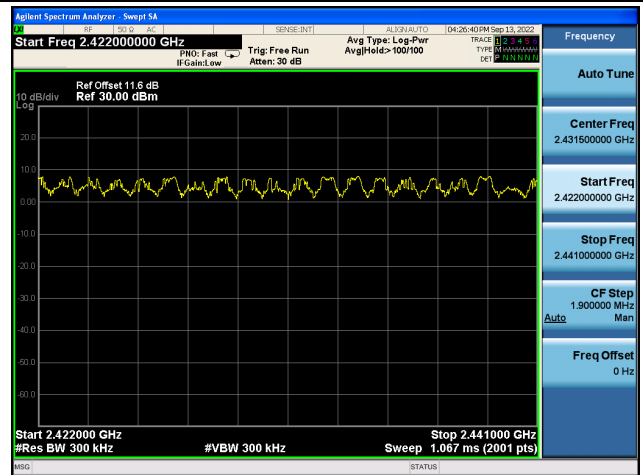 Agilent Spectrum Analyzer - Swept SA
RF 50 Ω AC SENSE:INT ALIGNAUTO 04:26:40 PM Sep 13, 2022
Start Freq 2.422000000 GHz
PNO: Fast
IFGain:Low
Trig: Free Run
Atten: 30 dB
Avg Type: Log-Pwr
Avg|Hold:>100/100
TRACE 1 2 3 4 5 6
TYPE M
DET P N N N N N
Ref Offset 11.6 dB
10 dB/div Ref 30.00 dBm
Log
20.0
10.0
0.00
-10.0
-20.0
-30.0
-40.0
-50.0
-60.0
Start 2.422000 GHz Stop 2.441000 GHz
#Res BW 300 kHz #VBW 300 kHz Sweep 1.067 ms (2001 pts)
MSG STATUS
Frequency
Auto Tune
Center Freq
2.431500000 GHz
Start Freq
2.422000000 GHz
Stop Freq
2.441000000 GHz
CF Step
1.900000 MHz
Auto Man
Freq Offset
0 Hz